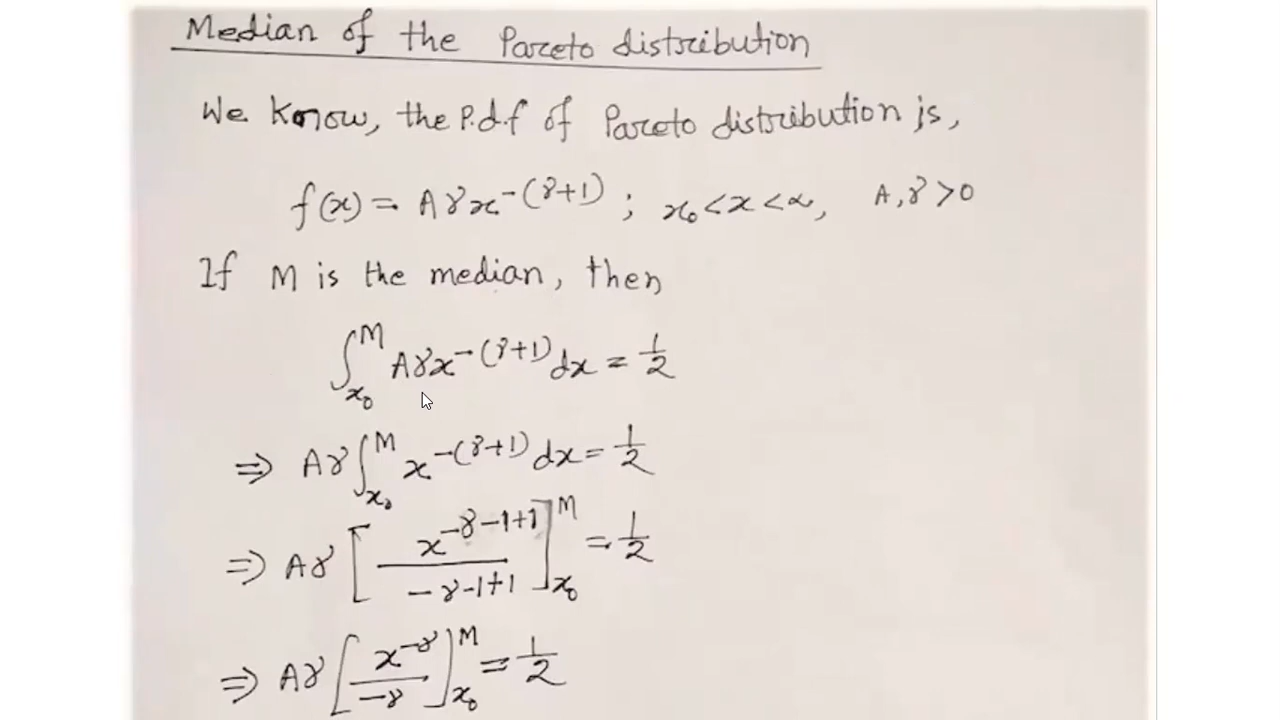 Median of the Pareto distribution
We know, the P.d.f of Pareto distribution is,
f(x) = Aγx^-(γ+1) ; x₀ < x < ∝, A, γ > 0
If M is the median, then
∫_{x₀}^{M} Aγx^-(γ+1) dx = 1/2
⇒ Aγ ∫_{x₀}^{M} x^-(γ+1) dx = 1/2
⇒ Aγ [ x^{-γ-1+1} / -γ-1+1 ]_{x₀}^{M} = 1/2
⇒ Aγ [ x^{-γ} / -γ ]_{x₀}^{M} = 1/2